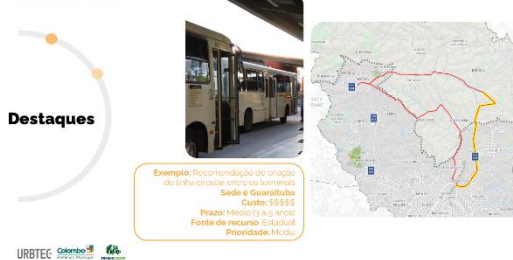 Destaques
Exemplo: Recomendação de criação
de linha circular entre os terminais
Sede e Guaraituba
Custo: $$$$$
Prazo: Médio (3 a 5 anos)
Fonte de recurso: Estadual
Prioridade: Média
URBTEC
Colombo